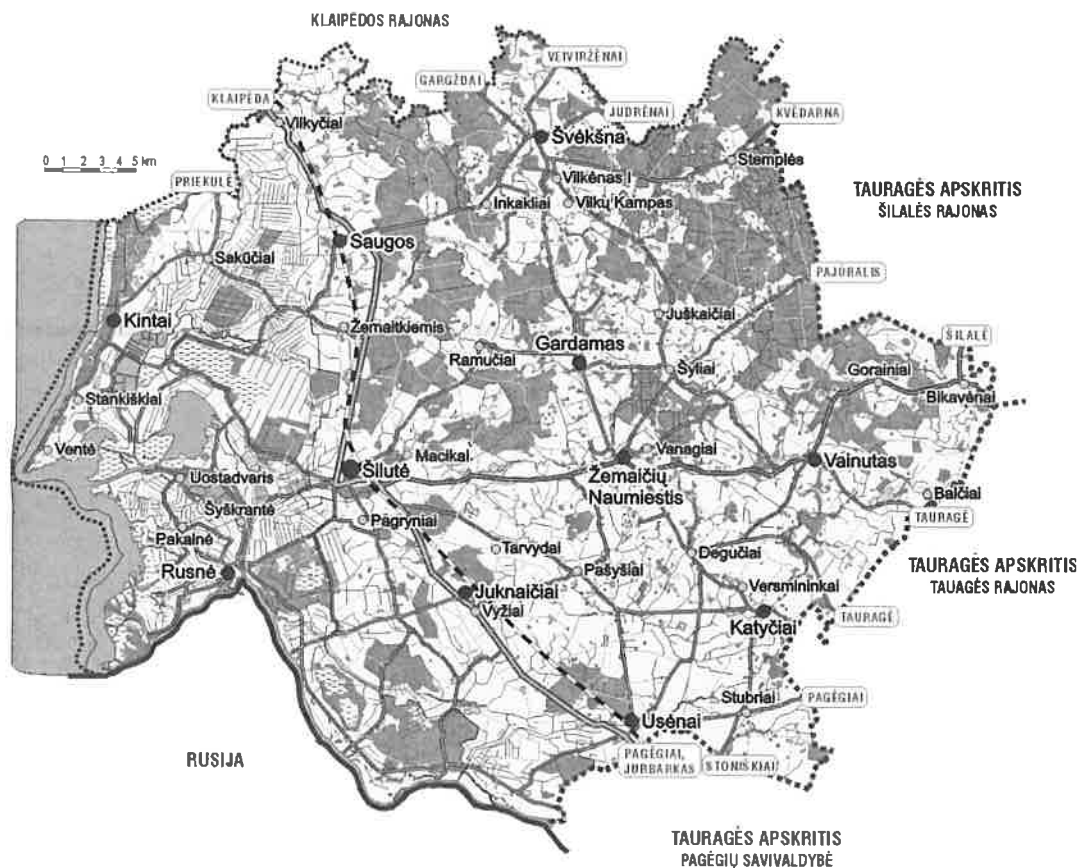 KLAIPĖDOS RAJONAS
VEIVIRŽĖNAI
GARGŽDAI
KLAIPĖDA
JUDRĖNAI
KVĖDARNA
Vilkyčiai
Švėkšna
0 1 2 3 4 5 km
Stemplės
PRIEKULĖ
Vilkėnas I
TAURAGĖS APSKRITIS
ŠILALĖS RAJONAS
Inkakliai
Vilkų Kampas
Saugos
Sakūčiai
PAJŪRALIS
Kintai
Juškaičiai
Žemaitkiemis
ŠILALĖ
Ramučiai
Gardamas
Šyliai
Gorainiai
Bikavėnai
Stankiškiai
Ventė
Macikai
Vanagiai
Šilutė
Žemaičių
Naumiestis
Vainutas
Uostadvaris
Balčiai
Šyškrantė
Pagryniai
TAURAGĖ
Pakalnė
Tarvydai
Degučiai
TAURAGĖS APSKRITIS
TAUAGĖS RAJONAS
Rusnė
Pašyšiai
Versmininkai
Juknaičiai
Vyžiai
Katyčiai
TAURAGĖ
Stubriai
PAGĖGIAI
Usėnai
RUSIJA
PAGĖGIAI,
JURBARKAS
STONIŠKIAI
TAURAGĖS APSKRITIS
PAGĖGIŲ SAVIVALDYBĖ